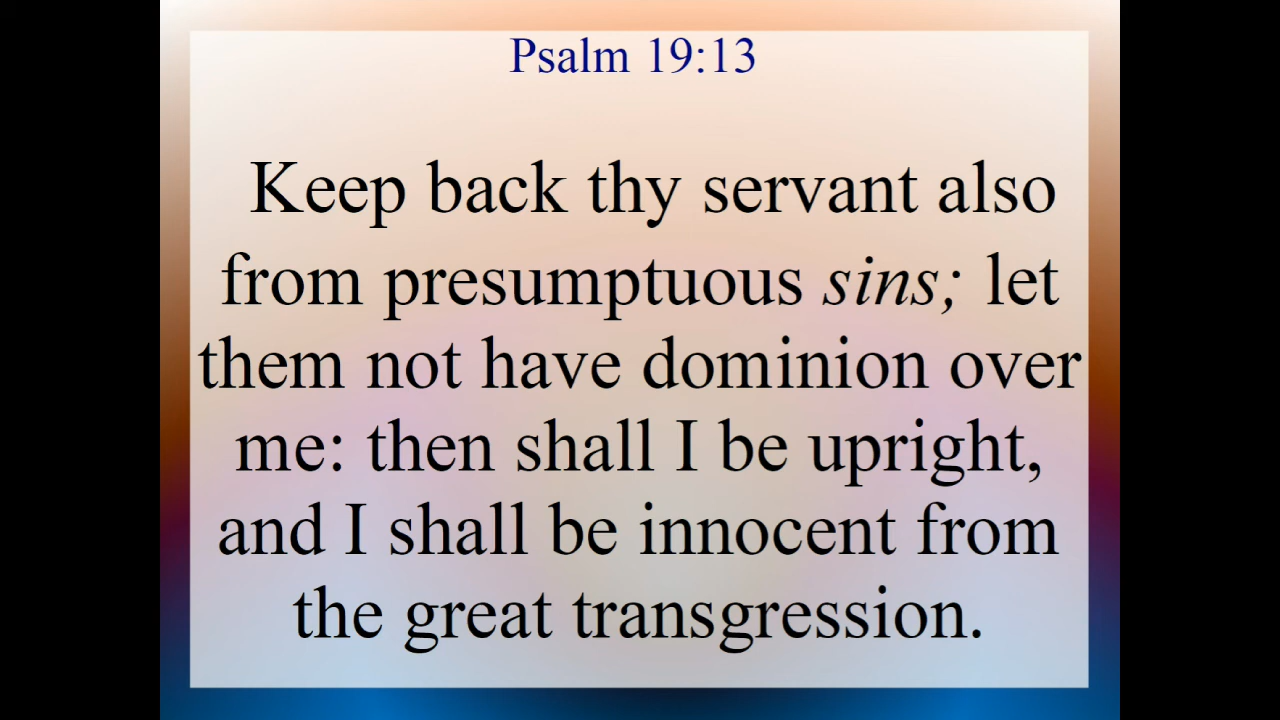 Psalm 19:13
Keep back thy servant also
from presumptuous sins; let
them not have dominion over
me: then shall I be upright,
and I shall be innocent from
the great transgression.